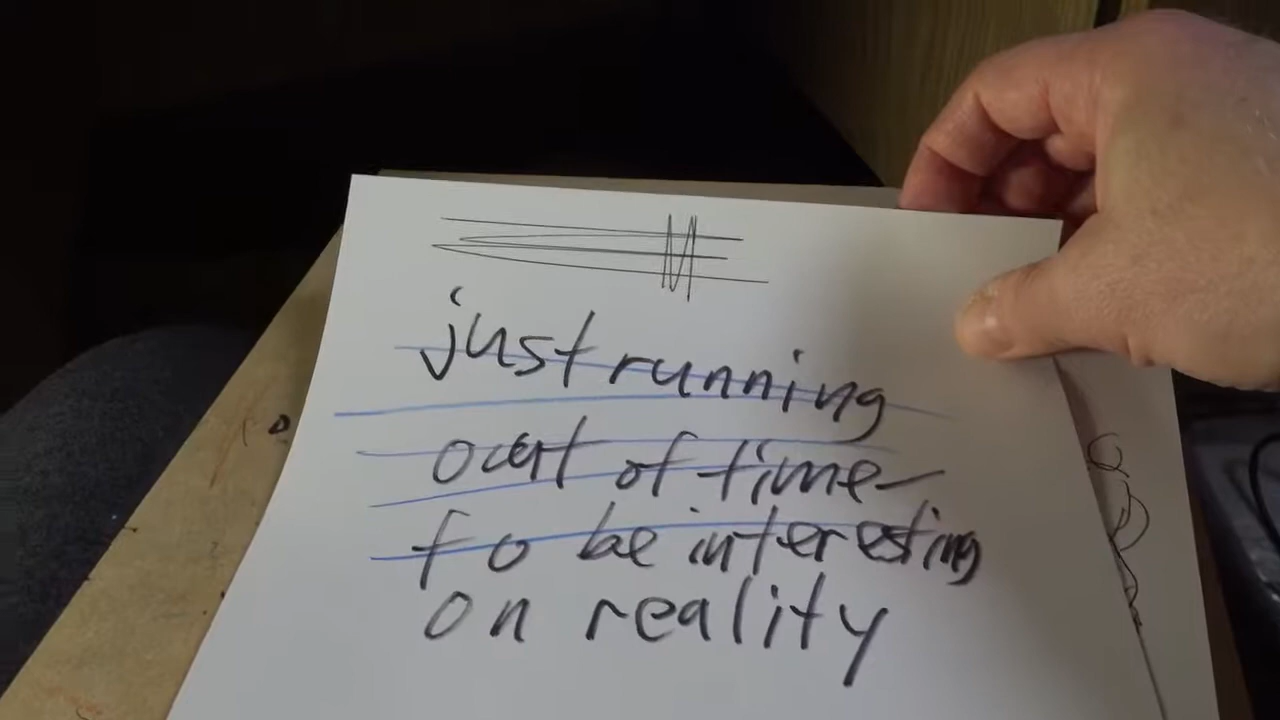 just running
out of time
to be interesting
on reality